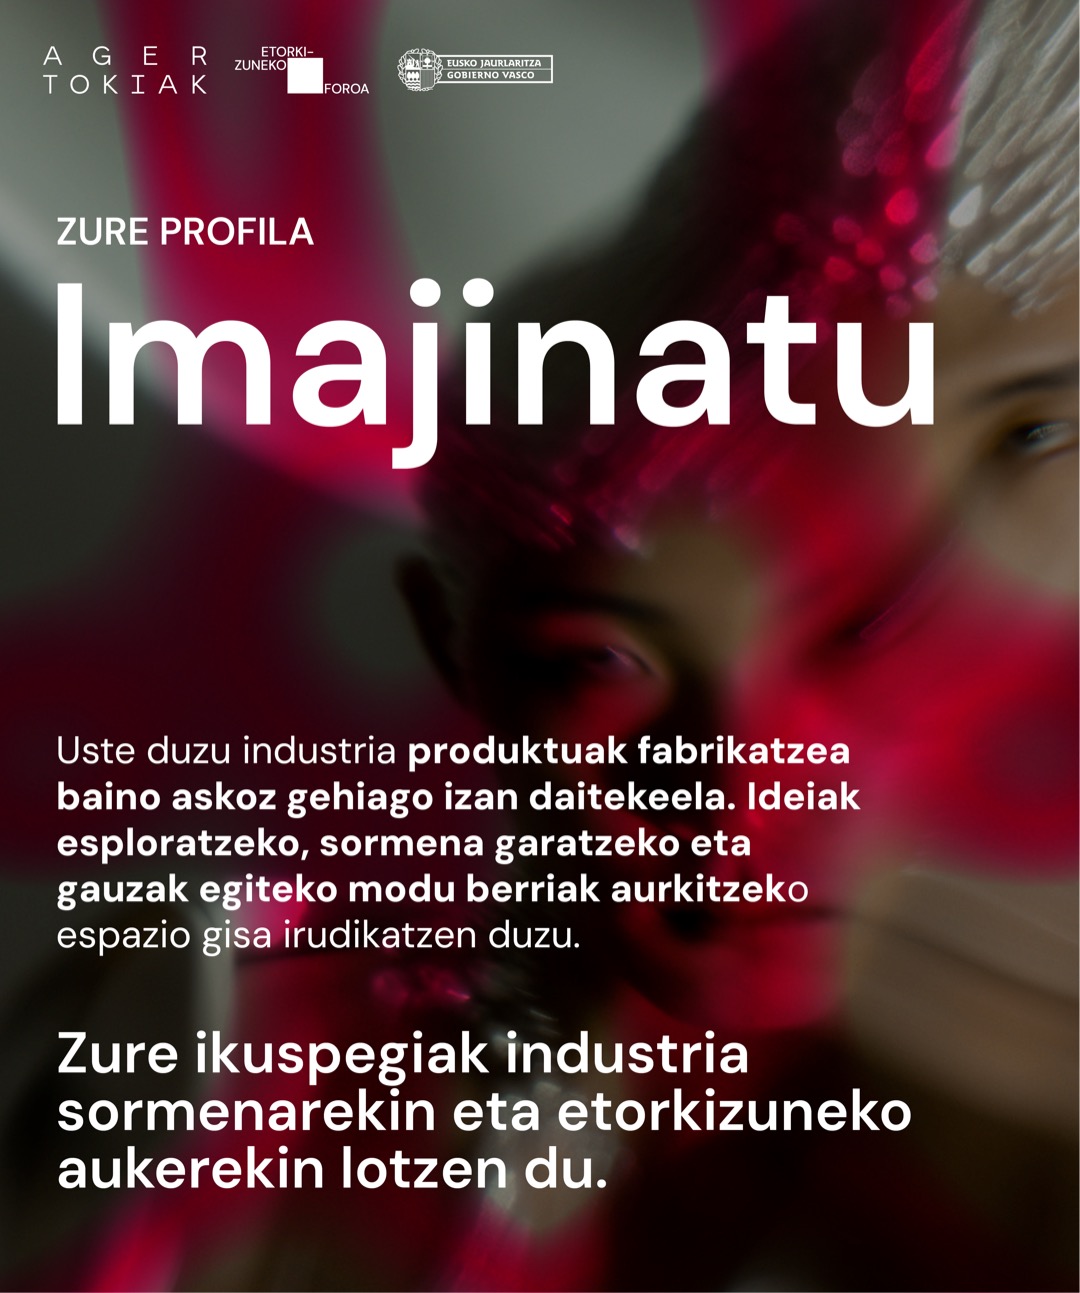 AGER
TOKIAK
ETORKI-
ZUNEKO
FOROA
EUSKO JAURLARITZA
GOBIERNO VASCO
ZURE PROFILA
Imajinatu
Uste duzu industria produktuak fabrikatzea
baino askoz gehiago izan daitekeela. Ideiak
esploratzeko, sormena garatzeko eta
gauzak egiteko modu berriak aurkitzeko
espazio gisa irudikatzen duzu.
Zure ikuspegiak industria
sormenarekin eta etorkizuneko
aukerekin lotzen du.